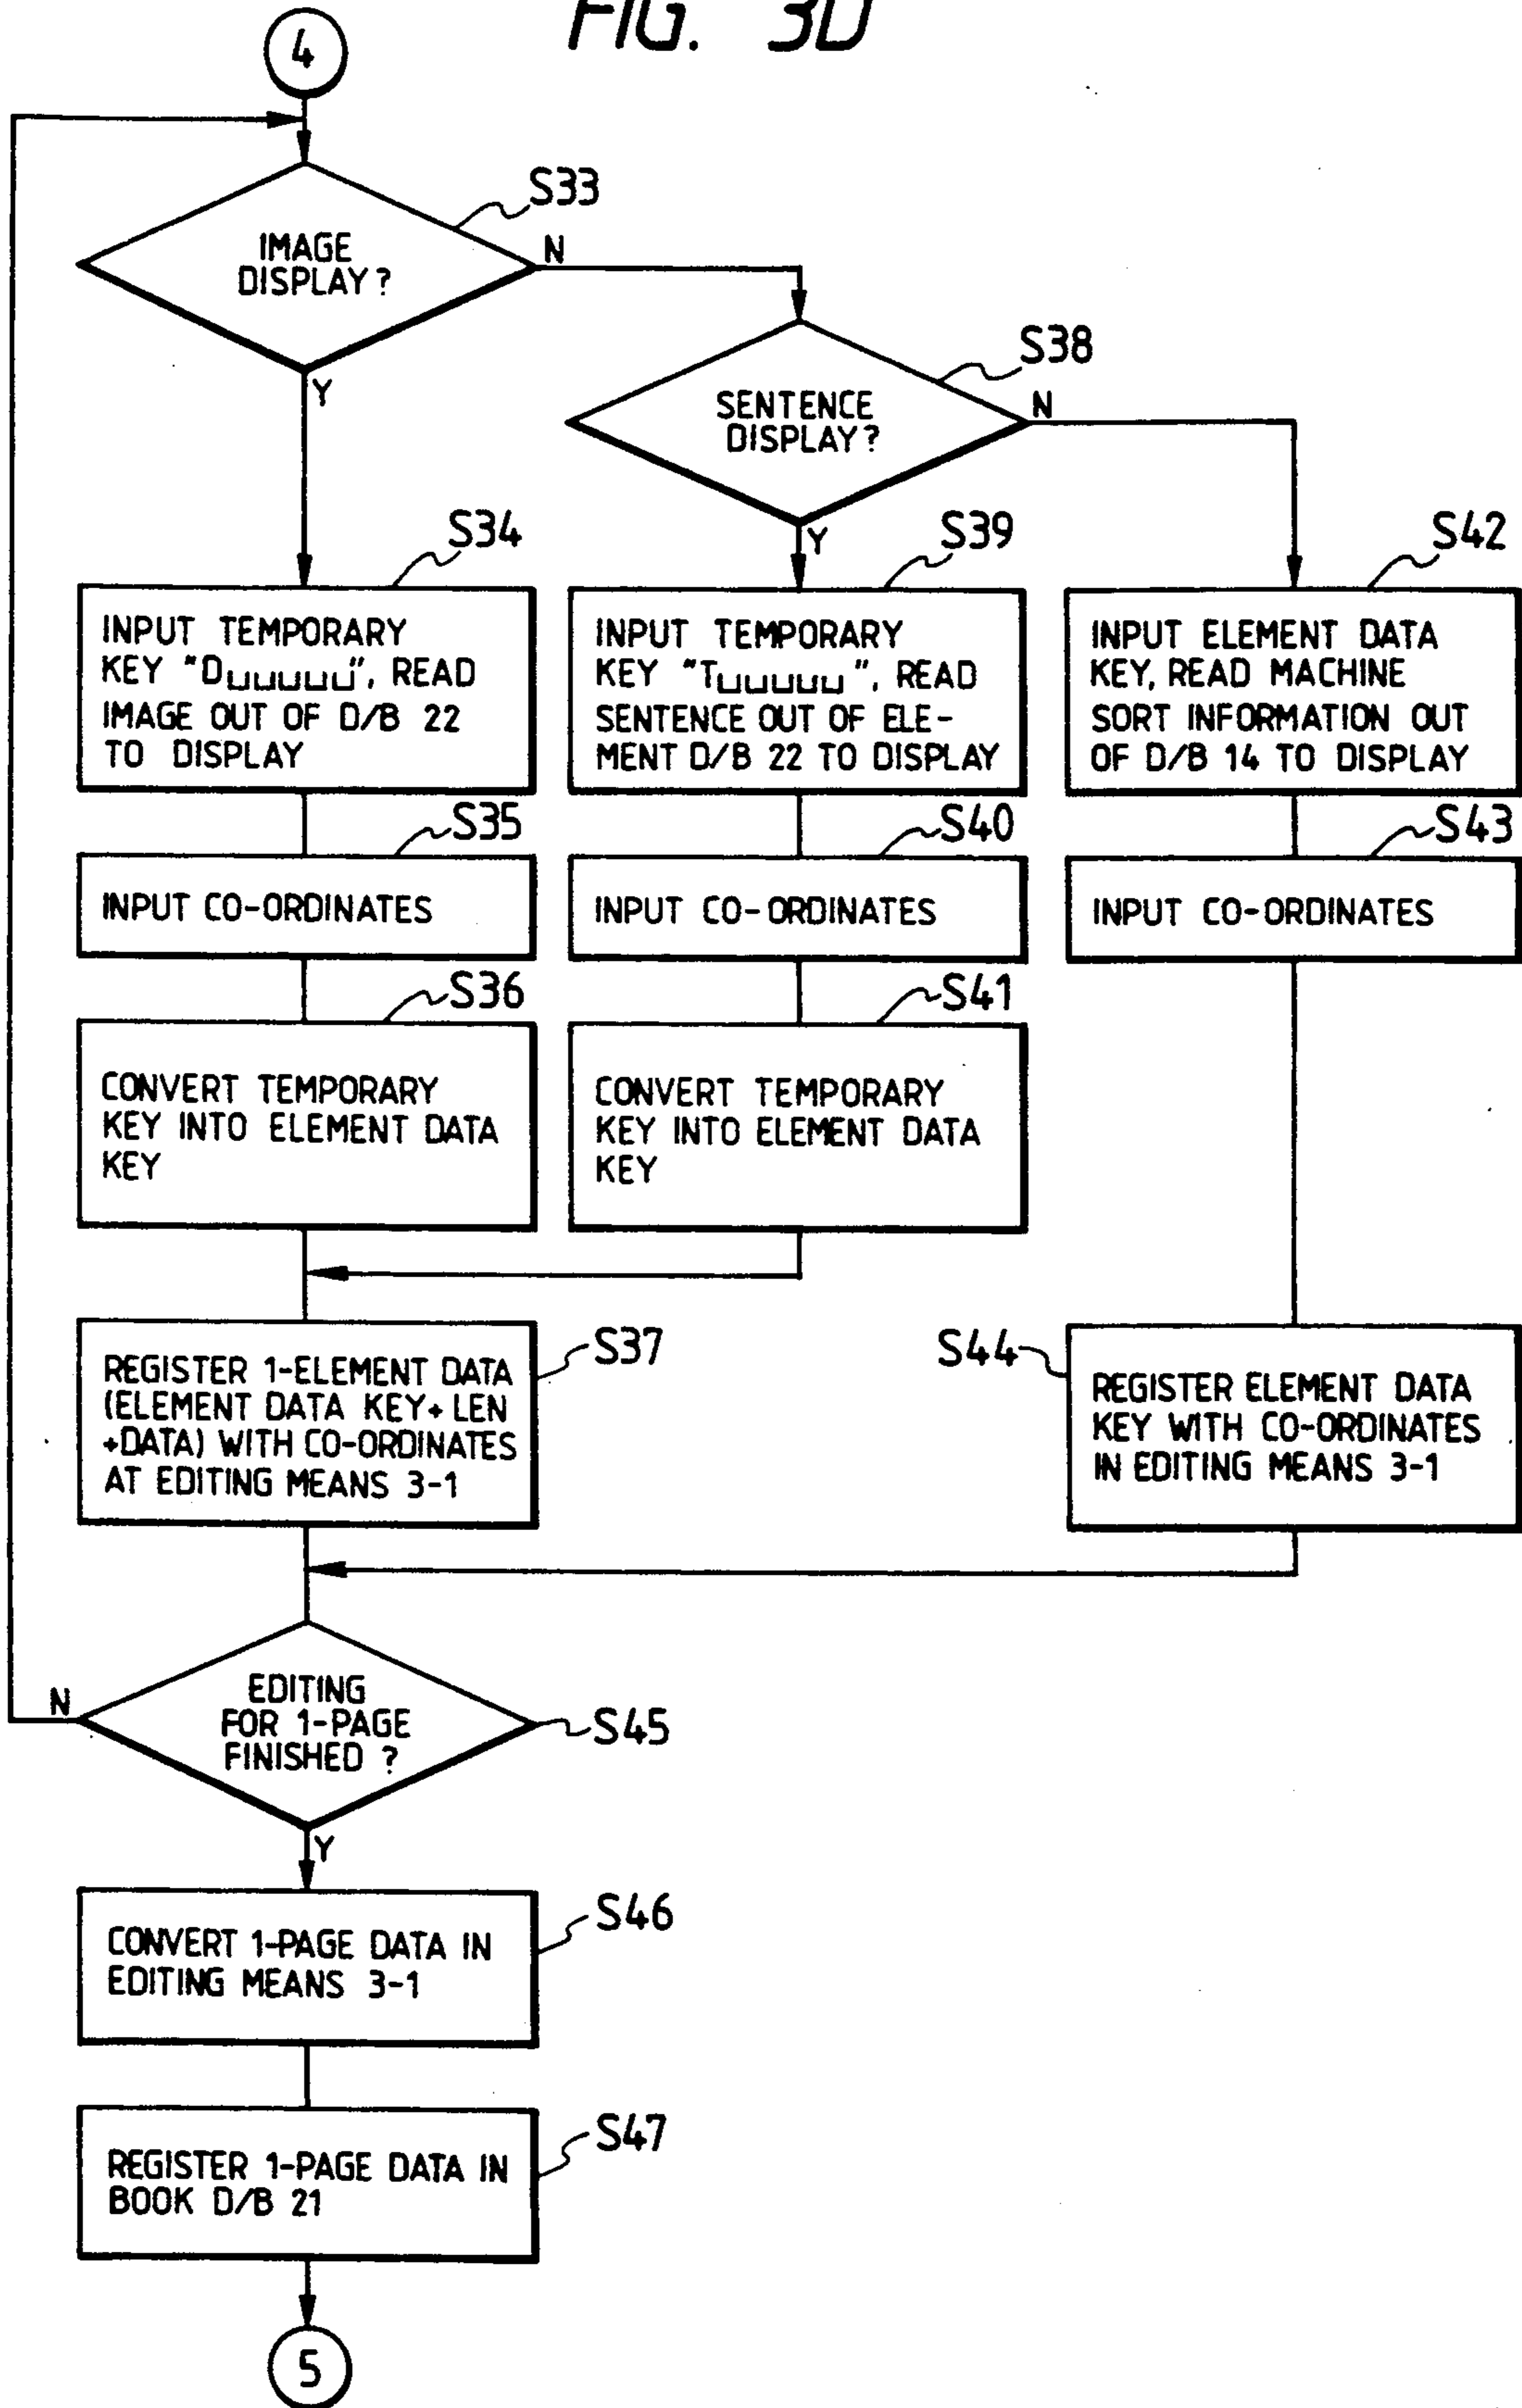 FIG. 3D
4
S33
IMAGE
DISPLAY?
N
Y
S38
SENTENCE
DISPLAY?
N
Y
S34
INPUT TEMPORARY
KEY "D␣␣␣␣␣", READ
IMAGE OUT OF D/B 22
TO DISPLAY
S39
INPUT TEMPORARY
KEY "T␣␣␣␣␣", READ
SENTENCE OUT OF ELE-
MENT D/B 22 TO DISPLAY
S42
INPUT ELEMENT DATA
KEY, READ MACHINE
SORT INFORMATION OUT
OF D/B 14 TO DISPLAY
S35
INPUT CO-ORDINATES
S40
INPUT CO-ORDINATES
S43
INPUT CO-ORDINATES
S36
CONVERT TEMPORARY
KEY INTO ELEMENT DATA
KEY
S41
CONVERT TEMPORARY
KEY INTO ELEMENT DATA
KEY
S37
REGISTER 1-ELEMENT DATA
(ELEMENT DATA KEY+LEN
+DATA) WITH CO-ORDINATES
AT EDITING MEANS 3-1
S44
REGISTER ELEMENT DATA
KEY WITH CO-ORDINATES
IN EDITING MEANS 3-1
EDITING
FOR 1-PAGE
FINISHED ?
N
S45
Y
S46
CONVERT 1-PAGE DATA IN
EDITING MEANS 3-1
S47
REGISTER 1-PAGE DATA IN
BOOK D/B 21
5